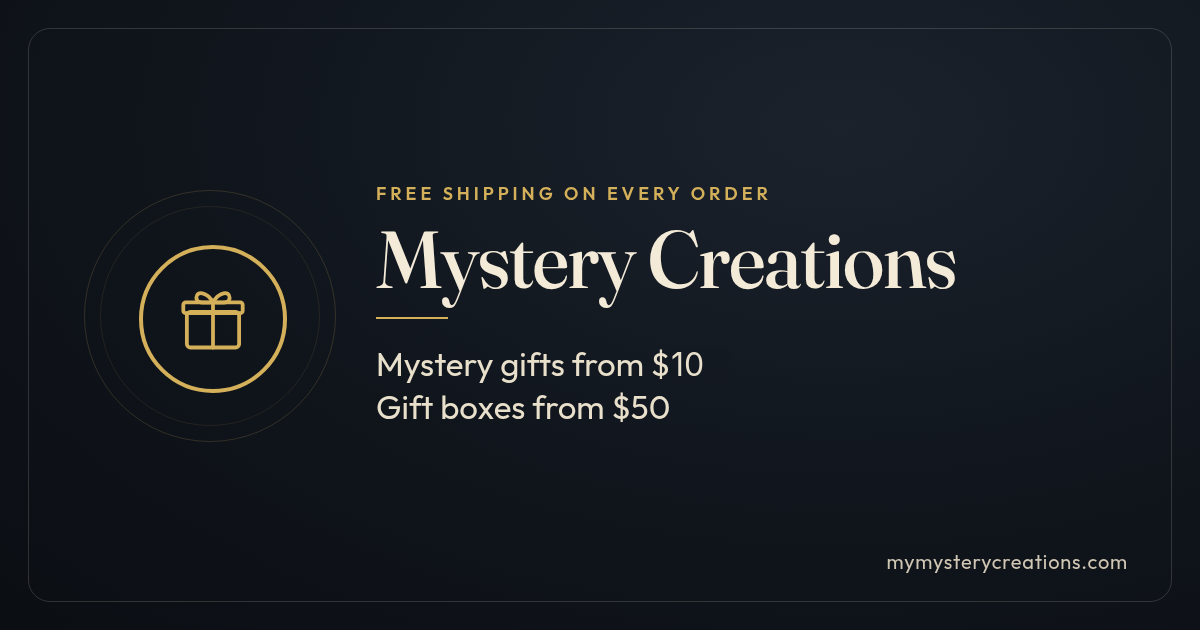 FREE SHIPPING ON EVERY ORDER
Mystery Creations
Mystery gifts from $10
Gift boxes from $50
mymysterycreations.com